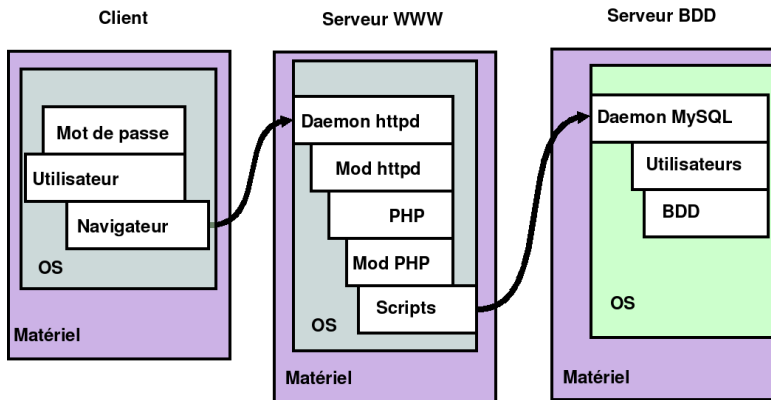 Client
Mot de passe
Utilisateur
Navigateur
OS
Matériel
Serveur WWW
Daemon httpd
Mod httpd
PHP
Mod PHP
Scripts
OS
Matériel
Serveur BDD
Daemon MySQL
Utilisateurs
BDD
OS
Matériel